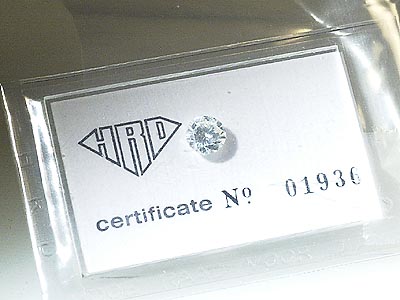 HRD
certificate Nº 01936